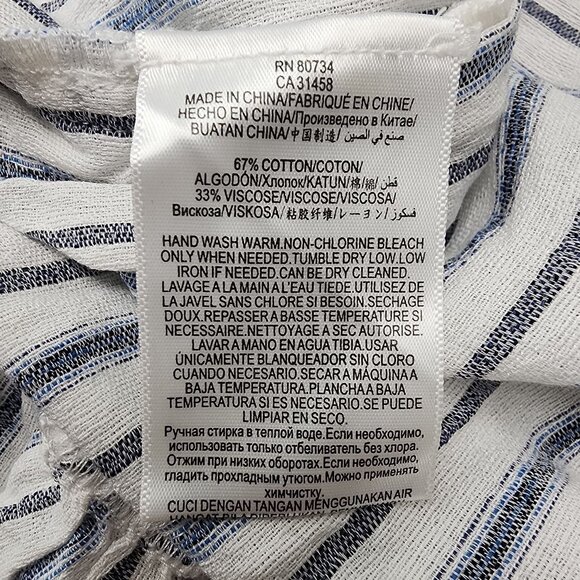 RN 80734
CA 31458
MADE IN CHINA/FABRIQUÉ EN CHINE/
HECHO EN CHINA/Произведено в Китае/
BUATAN CHINA/中国制造/صنع في الصين
67% COTTON/COTON/
ALGODÓN/Хлопок/KATUN/棉/綿/قطن
33% VISCOSE/VISCOSE/VISCOSA/
Вискоза/VISKOSA/粘胶纤维/レーヨン/فسكوز
HAND WASH WARM.NON-CHLORINE BLEACH
ONLY WHEN NEEDED.TUMBLE DRY LOW.LOW
IRON IF NEEDED.CAN BE DRY CLEANED.
LAVAGE A LA MAIN A L'EAU TIEDE.UTILISEZ DE
LA JAVEL SANS CHLORE SI BESOIN.SECHAGE
DOUX.REPASSER A BASSE TEMPERATURE SI
NECESSAIRE.NETTOYAGE A SEC AUTORISE.
LAVAR A MANO EN AGUA TIBIA.USAR
ÚNICAMENTE BLANQUEADOR SIN CLORO
CUANDO NECESARIO.SECAR A MÁQUINA A
BAJA TEMPERATURA.PLANCHA A BAJA
TEMPERATURA SI ES NECESARIO.SE PUEDE
LIMPIAR EN SECO.
Ручная стирка в теплой воде.Если необходимо,
использовать только отбеливатель без хлора.
Отжим при низких оборотах.Если необходимо,
гладить прохладным утюгом.Можно применять
химчистку.
CUCI DENGAN TANGAN MENGGUNAKAN AIR